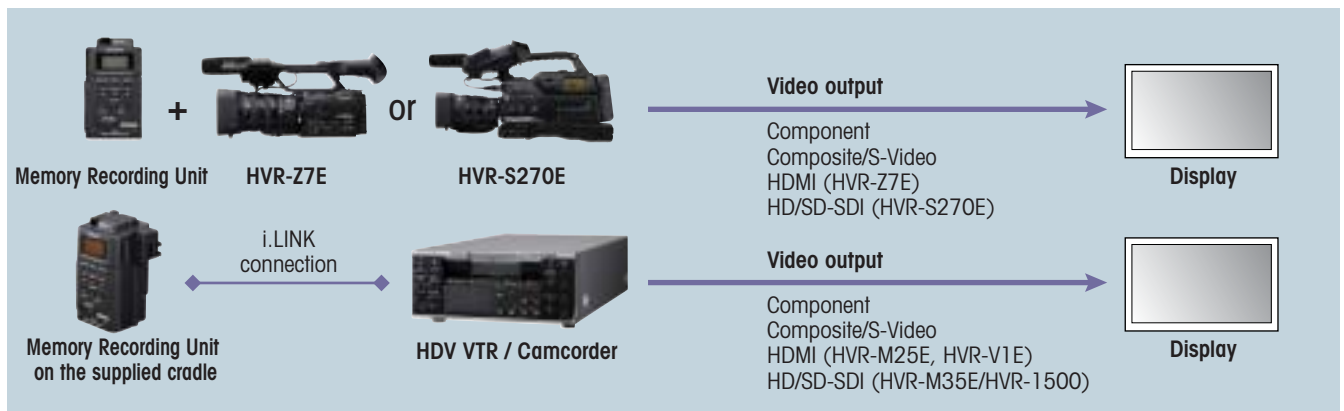 +
or
Memory Recording Unit
HVR-Z7E
HVR-S270E
Video output
Component
Composite/S-Video
HDMI (HVR-Z7E)
HD/SD-SDI (HVR-S270E)
Display
i.LINK
connection
Memory Recording Unit
on the supplied cradle
HDV VTR / Camcorder
Video output
Component
Composite/S-Video
HDMI (HVR-M25E, HVR-V1E)
HD/SD-SDI (HVR-M35E/HVR-1500)
Display